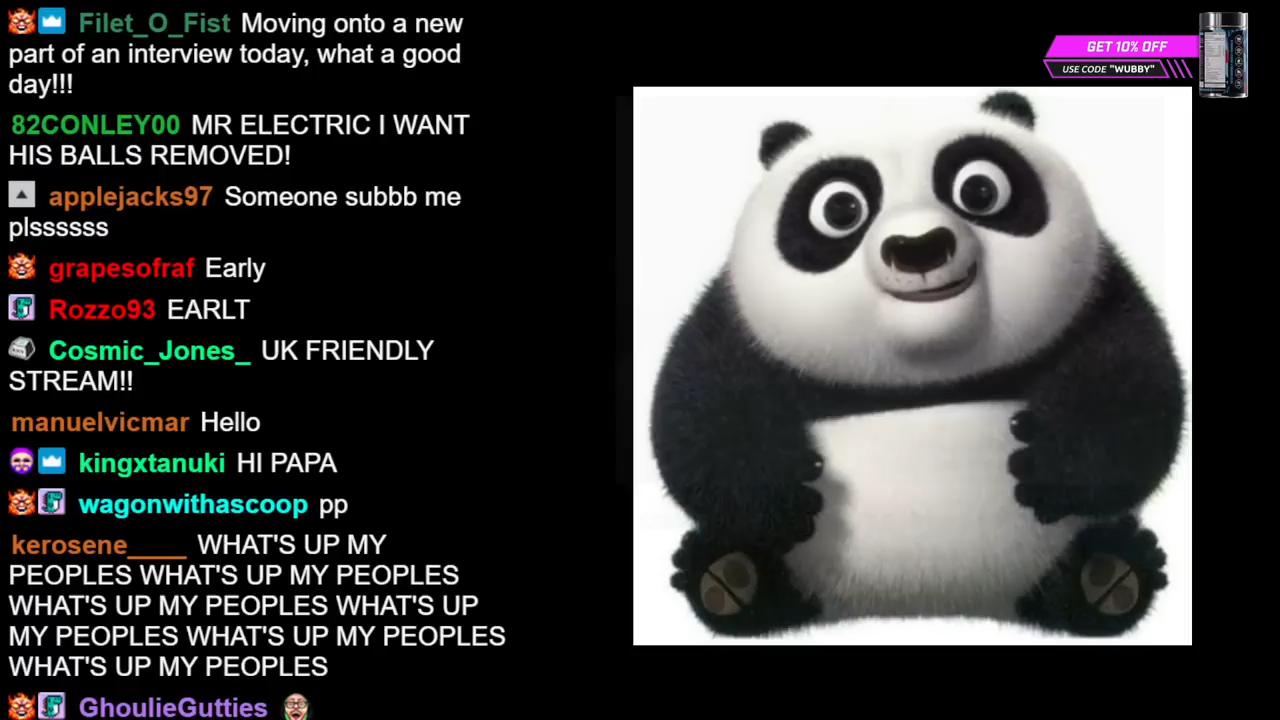 Filet_O_Fist Moving onto a new
part of an interview today, what a good
day!!!
82CONLEY00 MR ELECTRIC I WANT
HIS BALLS REMOVED!
applejacks97 Someone subbb me
plssssss
grapesofraf Early
Rozzo93 EARLT
Cosmic_Jones_ UK FRIENDLY
STREAM!!
manuelvicmar Hello
kingxtanuki HI PAPA
wagonwithascoop pp
kerosene____ WHAT'S UP MY
PEOPLES WHAT'S UP MY PEOPLES
WHAT'S UP MY PEOPLES WHAT'S UP
MY PEOPLES WHAT'S UP MY PEOPLES
WHAT'S UP MY PEOPLES
GhoulieGutties
GET 10% OFF
USE CODE "WUBBY"